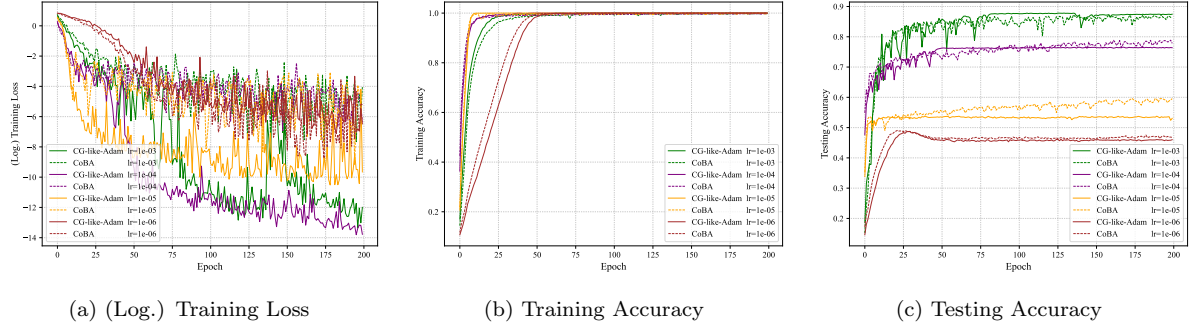 0
−2
−4
−6
−8
−10
−12
−14
(Log.) Training Loss
CG-like-Adam lr=1e-03
CoBA lr=1e-03
CG-like-Adam lr=1e-04
CoBA lr=1e-04
CG-like-Adam lr=1e-05
CoBA lr=1e-05
CG-like-Adam lr=1e-06
CoBA lr=1e-06
0 25 50 75 100 125 150 175 200
Epoch
(a) (Log.) Training Loss
1.0
0.8
0.6
0.4
0.2
Training Accuracy
CG-like-Adam lr=1e-03
CoBA lr=1e-03
CG-like-Adam lr=1e-04
CoBA lr=1e-04
CG-like-Adam lr=1e-05
CoBA lr=1e-05
CG-like-Adam lr=1e-06
CoBA lr=1e-06
0 25 50 75 100 125 150 175 200
Epoch
(b) Training Accuracy
0.9
0.8
0.7
0.6
0.5
0.4
0.3
0.2
Testing Accuracy
CG-like-Adam lr=1e-03
CoBA lr=1e-03
CG-like-Adam lr=1e-04
CoBA lr=1e-04
CG-like-Adam lr=1e-05
CoBA lr=1e-05
CG-like-Adam lr=1e-06
CoBA lr=1e-06
0 25 50 75 100 125 150 175 200
Epoch
(c) Testing Accuracy